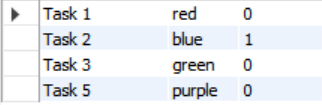 Task 1 red 0
Task 2 blue 1
Task 3 green 0
Task 5 purple 0